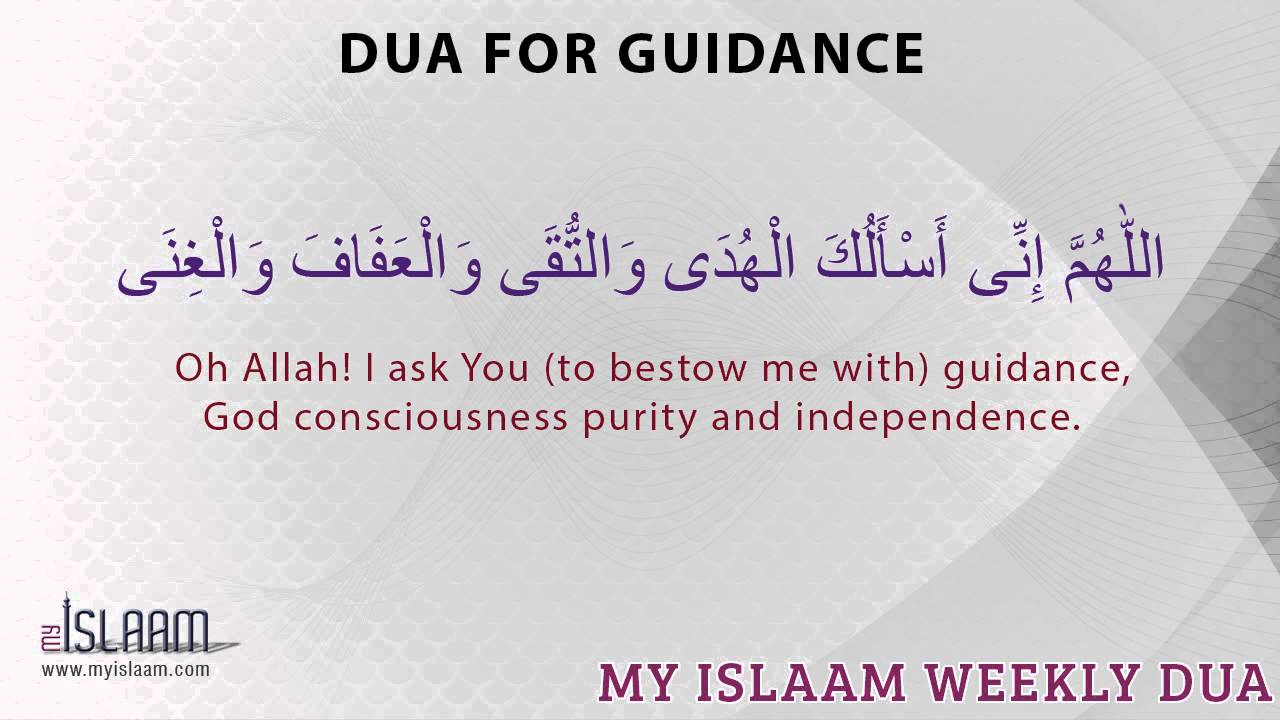 DUA FOR GUIDANCE
اللّٰهُمَّ إِنِّى أَسْأَلُكَ الْهُدَى وَالتُّقَى وَالْعَفَافَ وَالْغِنَى
Oh Allah! I ask You (to bestow me with) guidance,
God consciousness purity and independence.
my ISLAAM
www.myislaam.com
MY ISLAAM WEEKLY DUA